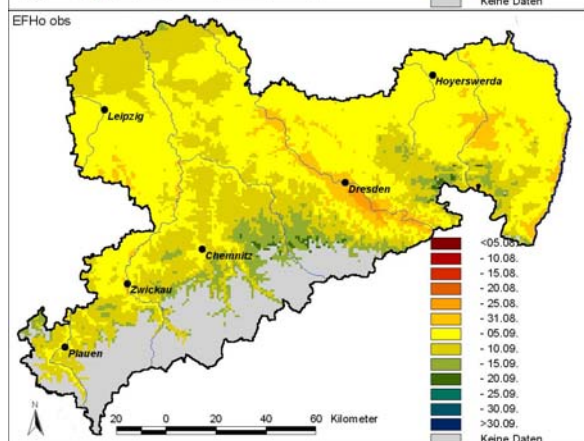 Keine Daten
EFHo obs
Hoyerswerda
Leipzig
Dresden
Chemnitz
Zwickau
Plauen
<05.08.
- 10.08.
- 15.08.
- 20.08.
- 25.08.
- 31.08.
- 05.09.
- 10.09.
- 15.09.
- 20.09.
- 25.09.
- 30.09.
>30.09.
Keine Daten
N
20 0 20 40 60 Kilometer